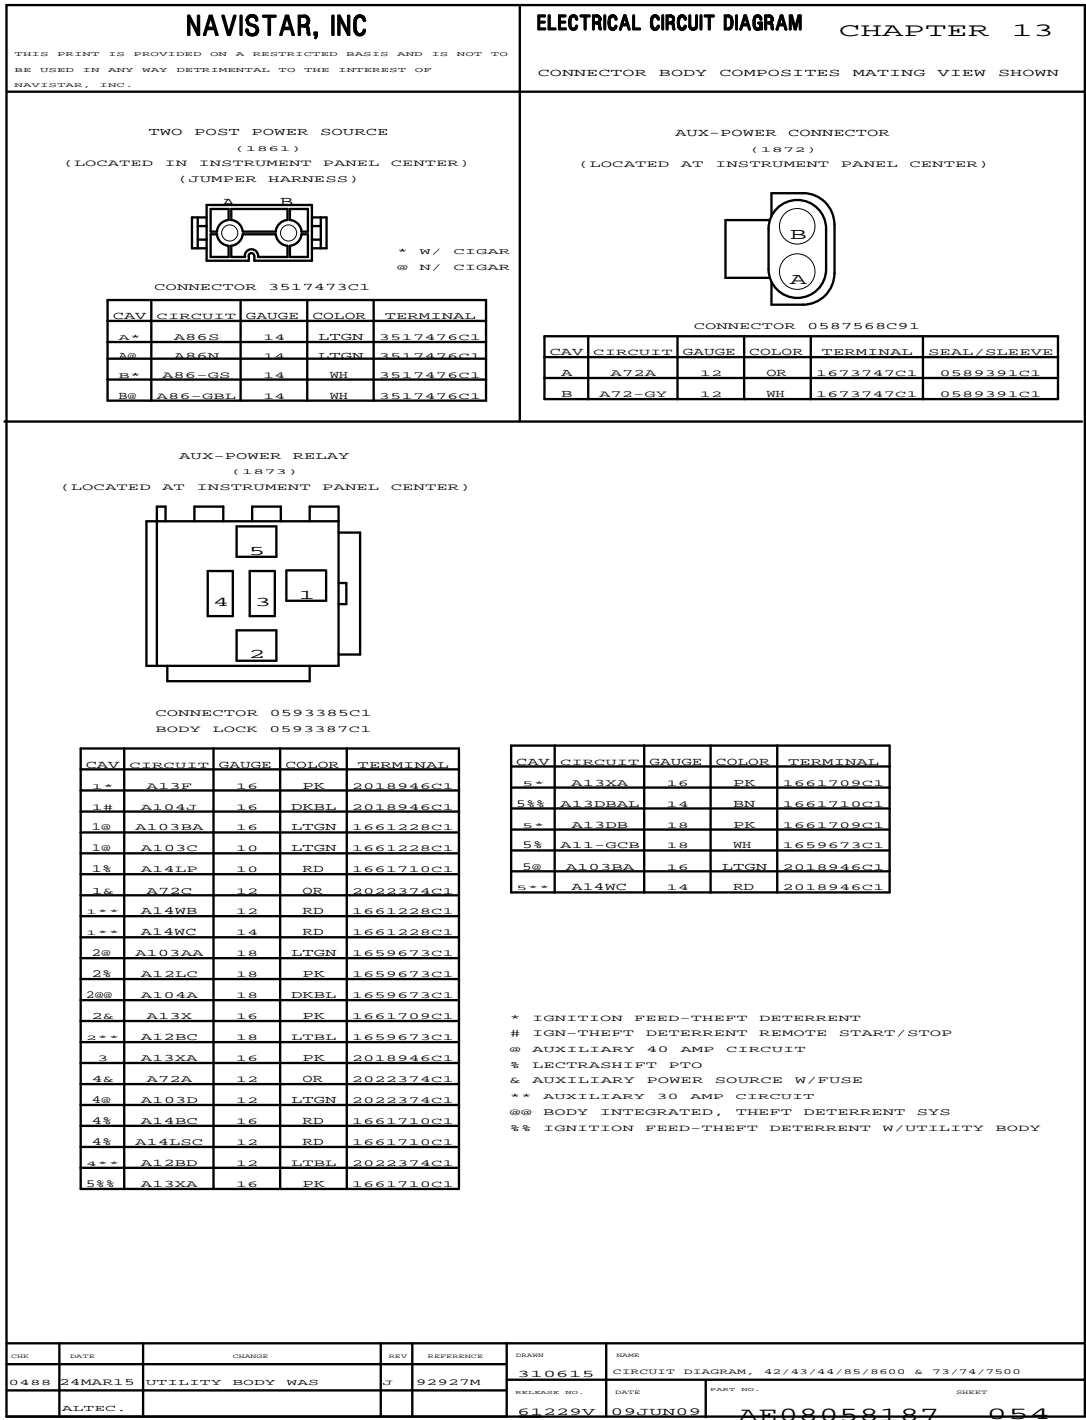 NAVISTAR, INC
THIS PRINT IS PROVIDED ON A RESTRICTED BASIS AND IS NOT TO
BE USED IN ANY WAY DETRIMENTAL TO THE INTEREST OF
NAVISTAR, INC.
ELECTRICAL CIRCUIT DIAGRAM CHAPTER 13
CONNECTOR BODY COMPOSITES MATING VIEW SHOWN
TWO POST POWER SOURCE
(1861)
(LOCATED IN INSTRUMENT PANEL CENTER)
(JUMPER HARNESS)
A B
* W/ CIGAR
@ N/ CIGAR
CONNECTOR 3517473C1
CAV CIRCUIT GAUGE COLOR TERMINAL
A* A86S 14 LTGN 3517476C1
A@ A86N 14 LTGN 3517476C1
B* A86-GS 14 WH 3517476C1
B@ A86-GBL 14 WH 3517476C1
AUX-POWER CONNECTOR
(1872)
(LOCATED AT INSTRUMENT PANEL CENTER)
B
A
CONNECTOR 0587568C91
CAV CIRCUIT GAUGE COLOR TERMINAL SEAL/SLEEVE
A A72A 12 OR 1673747C1 0589391C1
B A72-GY 12 WH 1673747C1 0589391C1
AUX-POWER RELAY
(1873)
(LOCATED AT INSTRUMENT PANEL CENTER)
5
4 3 1
2
CONNECTOR 0593385C1
BODY LOCK 0593387C1
CAV CIRCUIT GAUGE COLOR TERMINAL
1* A13F 16 PK 2018946C1
1# A104J 16 DKBL 2018946C1
1@ A103BA 16 LTGN 1661228C1
1@ A103C 10 LTGN 1661228C1
1% A14LP 10 RD 1661710C1
1& A72C 12 OR 2022374C1
1** A14WB 12 RD 1661228C1
1** A14WC 14 RD 1661228C1
2@ A103AA 18 LTGN 1659673C1
2% A12LC 18 PK 1659673C1
2@@ A104A 18 DKBL 1659673C1
2& A13X 16 PK 1661709C1
2** A12BC 18 LTBL 1659673C1
3 A13XA 16 PK 2018946C1
4& A72A 12 OR 2022374C1
4@ A103D 12 LTGN 2022374C1
4% A14BC 16 RD 1661710C1
4% A14LSC 12 RD 1661710C1
4** A12BD 12 LTBL 2022374C1
5%% A13XA 16 PK 1661710C1
CAV CIRCUIT GAUGE COLOR TERMINAL
5* A13XA 16 PK 1661709C1
5%% A13DBAL 14 BN 1661710C1
5* A13DB 18 PK 1661709C1
5% A11-GCB 18 WH 1659673C1
5@ A103BA 16 LTGN 2018946C1
5** A14WC 14 RD 2018946C1
* IGNITION FEED-THEFT DETERRENT
# IGN-THEFT DETERRENT REMOTE START/STOP
@ AUXILIARY 40 AMP CIRCUIT
% LECTRASHIFT PTO
& AUXILIARY POWER SOURCE W/FUSE
** AUXILIARY 30 AMP CIRCUIT
@@ BODY INTEGRATED, THEFT DETERRENT SYS
%% IGNITION FEED-THEFT DETERRENT W/UTILITY BODY
CHK DATE CHANGE REV REFERENCE
0488 24MAR15 UTILITY BODY WAS J 92927M
ALTEC.
DRAWN NAME
310615 CIRCUIT DIAGRAM, 42/43/44/85/8600 & 73/74/7500
RELEASE NO. DATE PART NO. SHEET
61229V 09JUN09 AE08058187 054